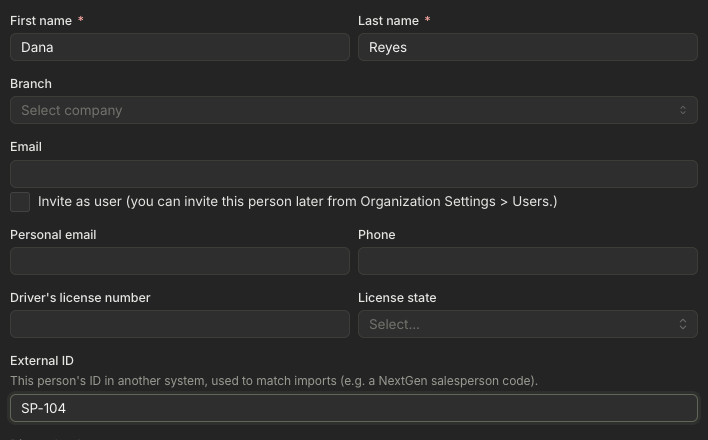 First name *
Last name *
Dana
Reyes
Branch
Select company
Email
Invite as user (you can invite this person later from Organization Settings > Users.)
Personal email
Phone
Driver's license number
License state
Select...
External ID
This person's ID in another system, used to match imports (e.g. a NextGen salesperson code).
SP-104